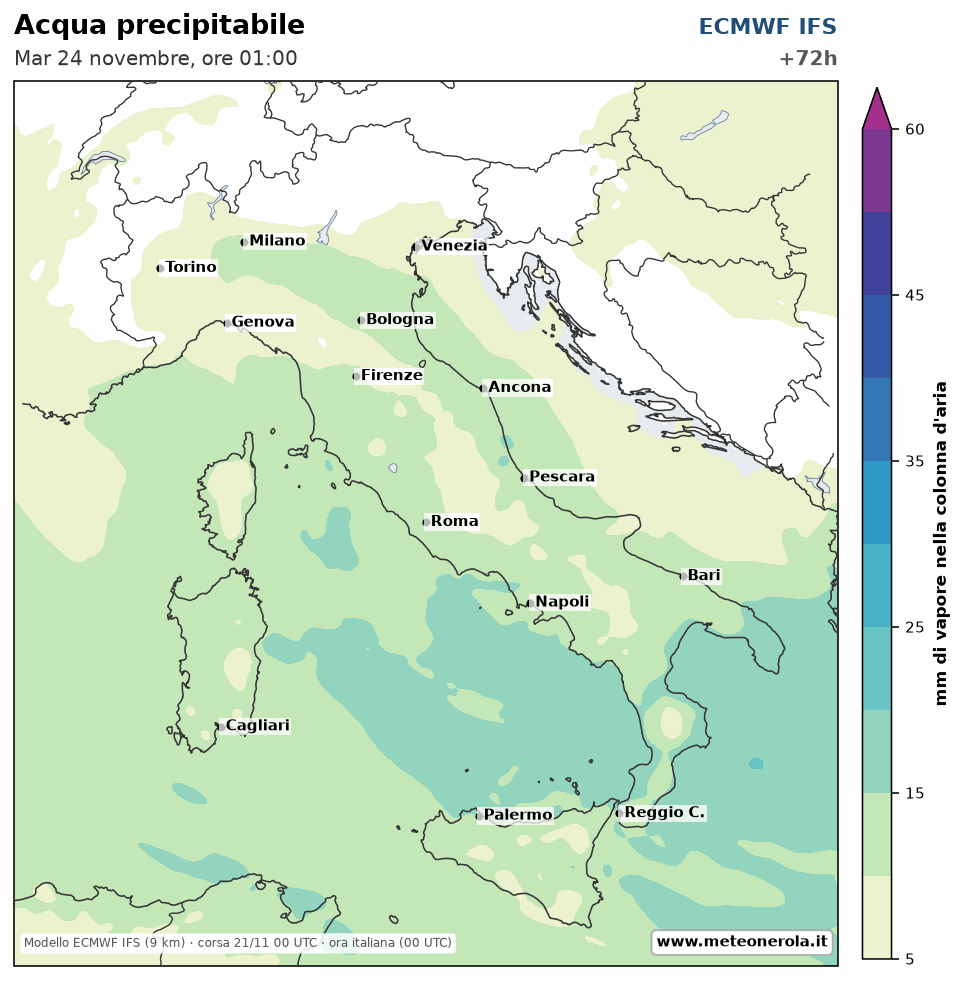 Acqua precipitabile
ECMWF IFS
Mar 24 novembre, ore 01:00
+72h
60
45
35
25
15
5
mm di vapore nella colonna d'aria
Milano
Venezia
Torino
Genova
Bologna
Firenze
Ancona
Pescara
Roma
Bari
Napoli
Cagliari
Palermo
Reggio C.
Modello ECMWF IFS (9 km) · corsa 21/11 00 UTC · ora italiana (00 UTC)
www.meteonerola.it